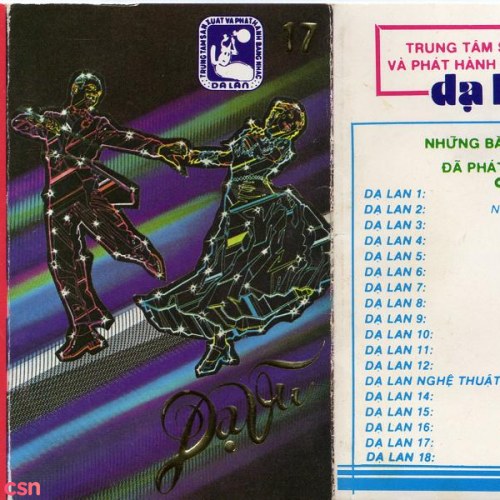 17
TRUNG TÂM SẢN XUẤT VÀ PHÁT HÀNH BĂNG NHẠC
DẠ LAN
Dạ Vũ
csn
TRUNG TÂM S
VÀ PHÁT HÀNH
dạ l
NHỮNG BĂ
ĐÃ PHÁT
DẠ LAN 1:
DẠ LAN 2: N
DẠ LAN 3:
DẠ LAN 4:
DẠ LAN 5:
DẠ LAN 6:
DẠ LAN 7:
DẠ LAN 8:
DẠ LAN 9:
DẠ LAN 10:
DẠ LAN 11:
DẠ LAN 12:
DẠ LAN NGHỆ THUẬT
DẠ LAN 14:
DẠ LAN 15:
DẠ LAN 16:
DẠ LAN 17:
DẠ LAN 18: